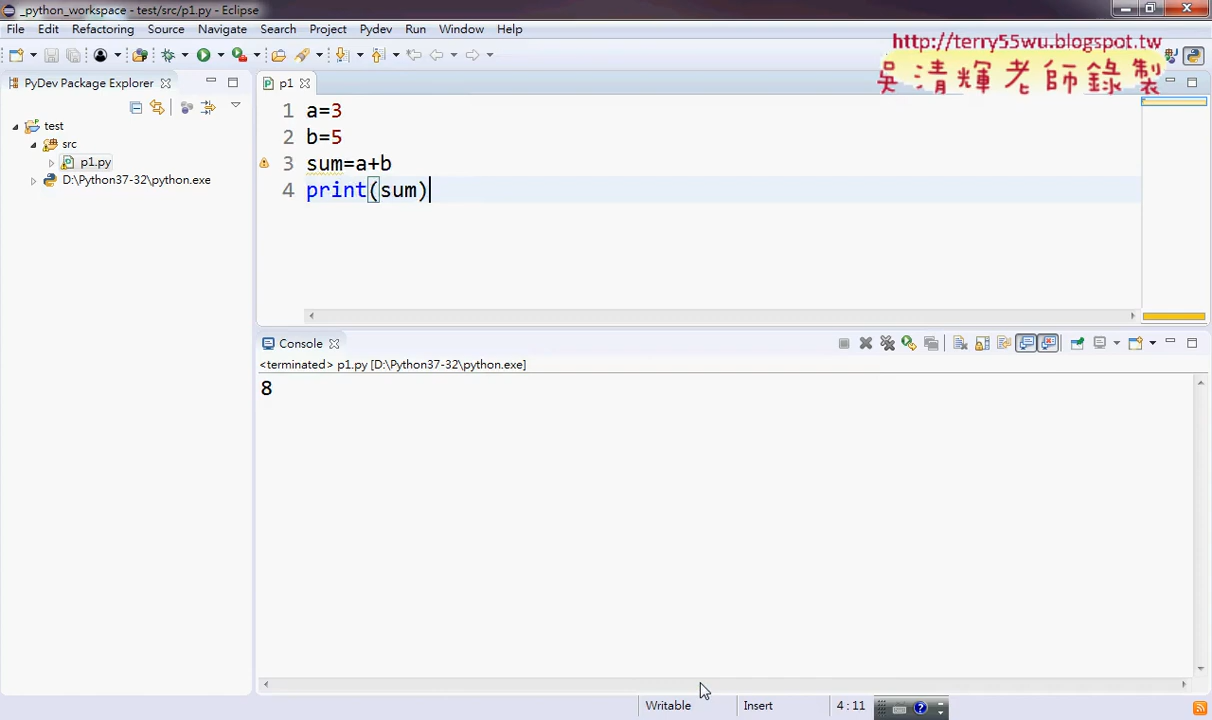 _python_workspace - test/src/p1.py - Eclipse
File Edit Refactoring Source Navigate Search Project Pydev Run Window Help
http://terry55wu.blogspot.tw
吳清輝老師錄製
PyDev Package Explorer
p1
test
src
p1.py
D:\Python37-32\python.exe
1 a=3
2 b=5
3 sum=a+b
4 print(sum)
Console
<terminated> p1.py [D:\Python37-32\python.exe]
8
Writable Insert 4 : 11